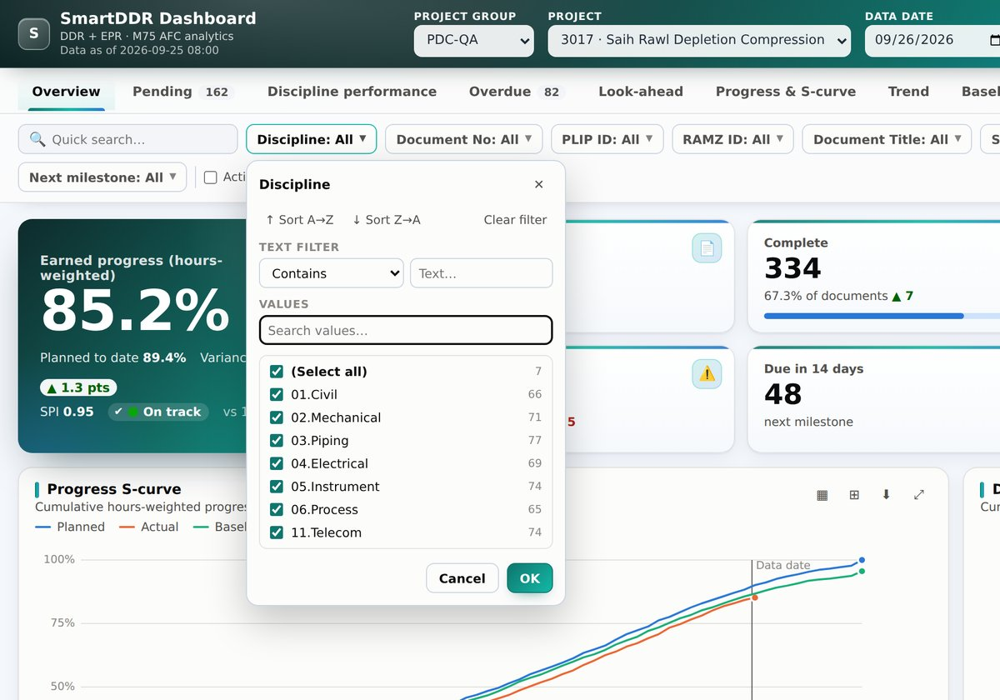 S
SmartDDR Dashboard
DDR + EPR · M75 AFC analytics
Data as of 2026-09-25 08:00
PROJECT GROUP
PDC-QA
PROJECT
3017 · Saih Rawl Depletion Compression
DATA DATE
09/26/2026
Overview
Pending 162
Discipline performance
Overdue 82
Look-ahead
Progress & S-curve
Trend
Basel
Quick search...
Discipline: All ▼
Document No: All ▼
PLIP ID: All ▼
RAMZ ID: All ▼
Document Title: All ▼
S
Next milestone: All ▼
Acti
Discipline
×
↑ Sort A→Z
↓ Sort Z→A
Clear filter
TEXT FILTER
Contains
Text...
VALUES
Search values...
(Select all) 7
01.Civil 66
02.Mechanical 71
03.Piping 77
04.Electrical 69
05.Instrument 74
06.Process 65
11.Telecom 74
Cancel
OK
Earned progress (hours-
weighted)
85.2%
Planned to date 89.4% Varianc
▲ 1.3 pts
SPI 0.95 ✔ On track vs 1
5
Complete
334
67.3% of documents ▲ 7
Due in 14 days
48
next milestone
Progress S-curve
Cumulative hours-weighted progres
Planned
Actual
Basel
100%
75%
50%
Data date
D
Cur